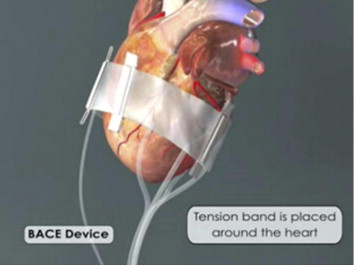 BACE Device
Tension band is placed
around the heart